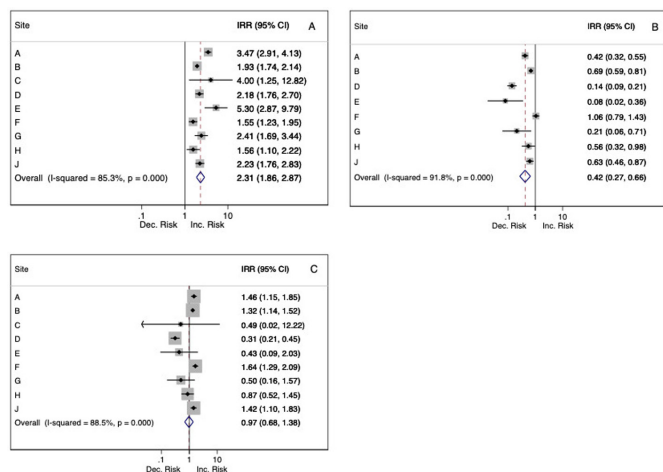 Site IRR (95% CI) A
A 3.47 (2.91, 4.13)
B 1.93 (1.74, 2.14)
C 4.00 (1.25, 12.82)
D 2.18 (1.76, 2.70)
E 5.30 (2.87, 9.79)
F 1.55 (1.23, 1.95)
G 2.41 (1.69, 3.44)
H 1.56 (1.10, 2.22)
J 2.23 (1.76, 2.83)
Overall (I-squared = 85.3%, p = 0.000) 2.31 (1.86, 2.87)
.1 1 10
Dec. Risk Inc. Risk
Site IRR (95% CI) B
A 0.42 (0.32, 0.55)
B 0.69 (0.59, 0.81)
D 0.14 (0.09, 0.21)
E 0.08 (0.02, 0.36)
F 1.06 (0.79, 1.43)
G 0.21 (0.06, 0.71)
H 0.56 (0.32, 0.98)
J 0.63 (0.46, 0.87)
Overall (I-squared = 91.8%, p = 0.000) 0.42 (0.27, 0.66)
.1 1 10
Dec. Risk Inc. Risk
Site IRR (95% CI) C
A 1.46 (1.15, 1.85)
B 1.32 (1.14, 1.52)
C 0.49 (0.02, 12.22)
D 0.31 (0.21, 0.45)
E 0.43 (0.09, 2.03)
F 1.64 (1.29, 2.09)
G 0.50 (0.16, 1.57)
H 0.87 (0.52, 1.45)
J 1.42 (1.10, 1.83)
Overall (I-squared = 88.5%, p = 0.000) 0.97 (0.68, 1.38)
.1 1 10
Dec. Risk Inc. Risk